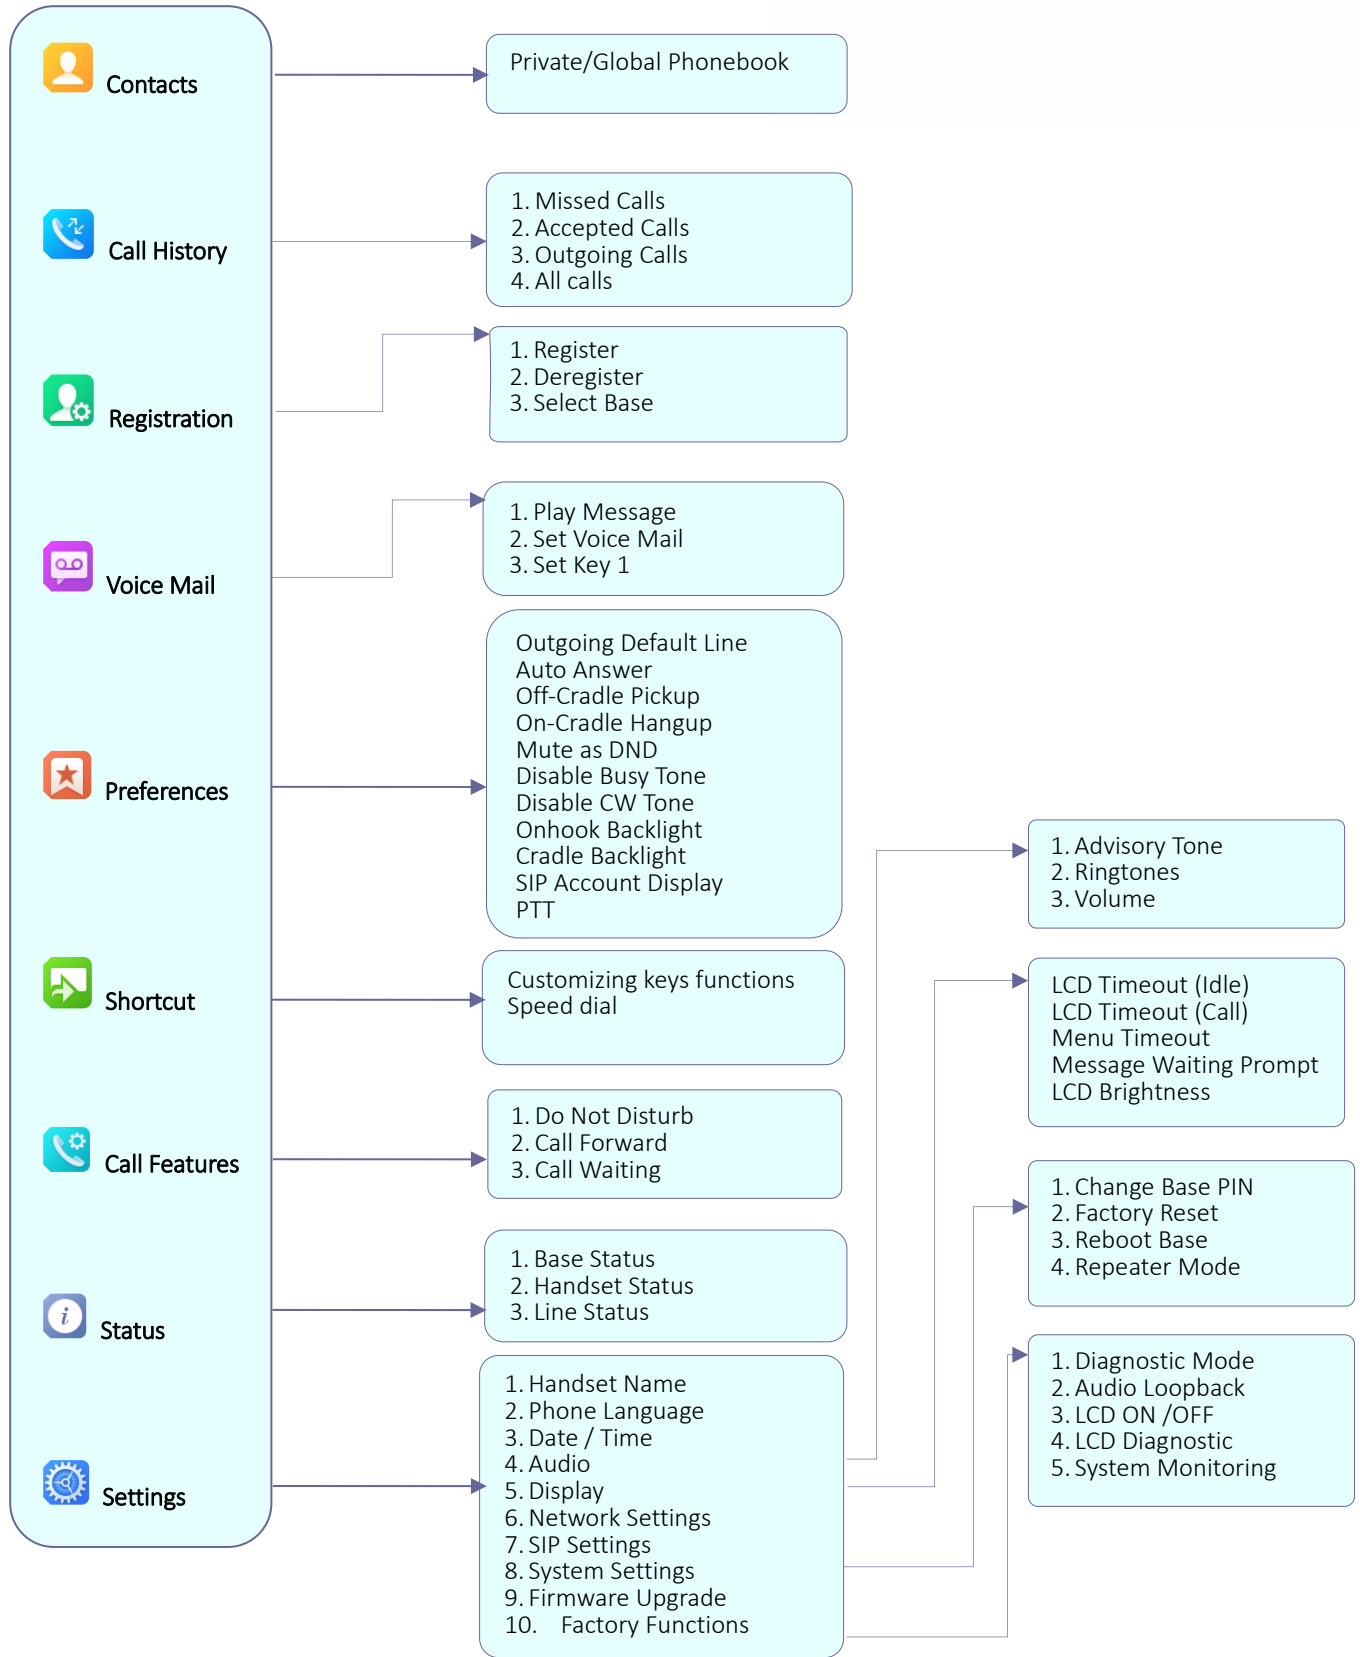 Contacts
Private/Global Phonebook
Call History
1. Missed Calls
2. Accepted Calls
3. Outgoing Calls
4. All calls
Registration
1. Register
2. Deregister
3. Select Base
Voice Mail
1. Play Message
2. Set Voice Mail
3. Set Key 1
Preferences
Outgoing Default Line
Auto Answer
Off-Cradle Pickup
On-Cradle Hangup
Mute as DND
Disable Busy Tone
Disable CW Tone
Onhook Backlight
Cradle Backlight
SIP Account Display
PTT
Shortcut
Customizing keys functions
Speed dial
Call Features
1. Do Not Disturb
2. Call Forward
3. Call Waiting
Status
1. Base Status
2. Handset Status
3. Line Status
Settings
1. Handset Name
2. Phone Language
3. Date / Time
4. Audio
5. Display
6. Network Settings
7. SIP Settings
8. System Settings
9. Firmware Upgrade
10. Factory Functions
1. Advisory Tone
2. Ringtones
3. Volume
LCD Timeout (Idle)
LCD Timeout (Call)
Menu Timeout
Message Waiting Prompt
LCD Brightness
1. Change Base PIN
2. Factory Reset
3. Reboot Base
4. Repeater Mode
1. Diagnostic Mode
2. Audio Loopback
3. LCD ON /OFF
4. LCD Diagnostic
5. System Monitoring